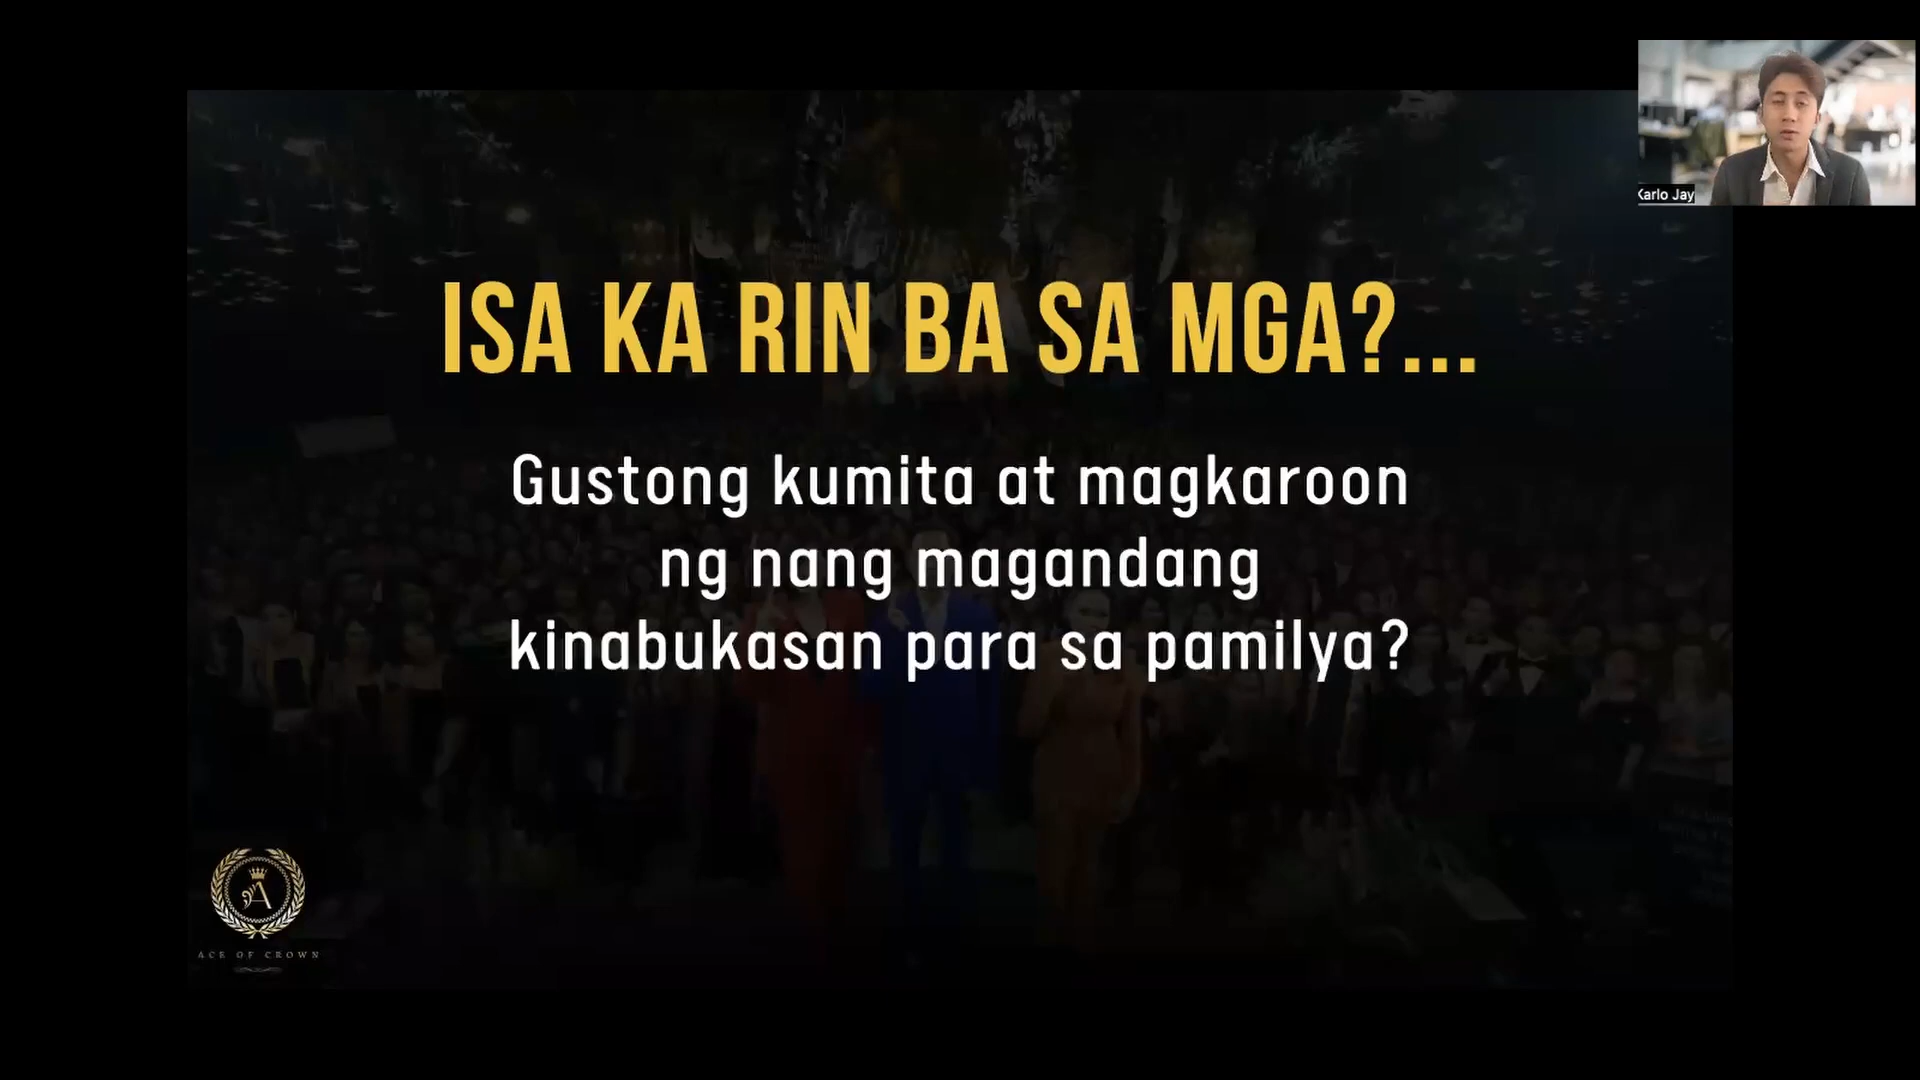 Karlo Jay
ISA KA RIN BA SA MGA?...
Gustong kumita at magkaroon
ng nang magandang
kinabukasan para sa pamilya?
A
ACE OF CROWN